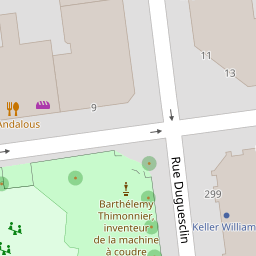 11
13
9
Andalous
Rue Duguesclin
299
Keller William
Barthélemy
Thimonnier,
inventeur
de la machine
à coudre